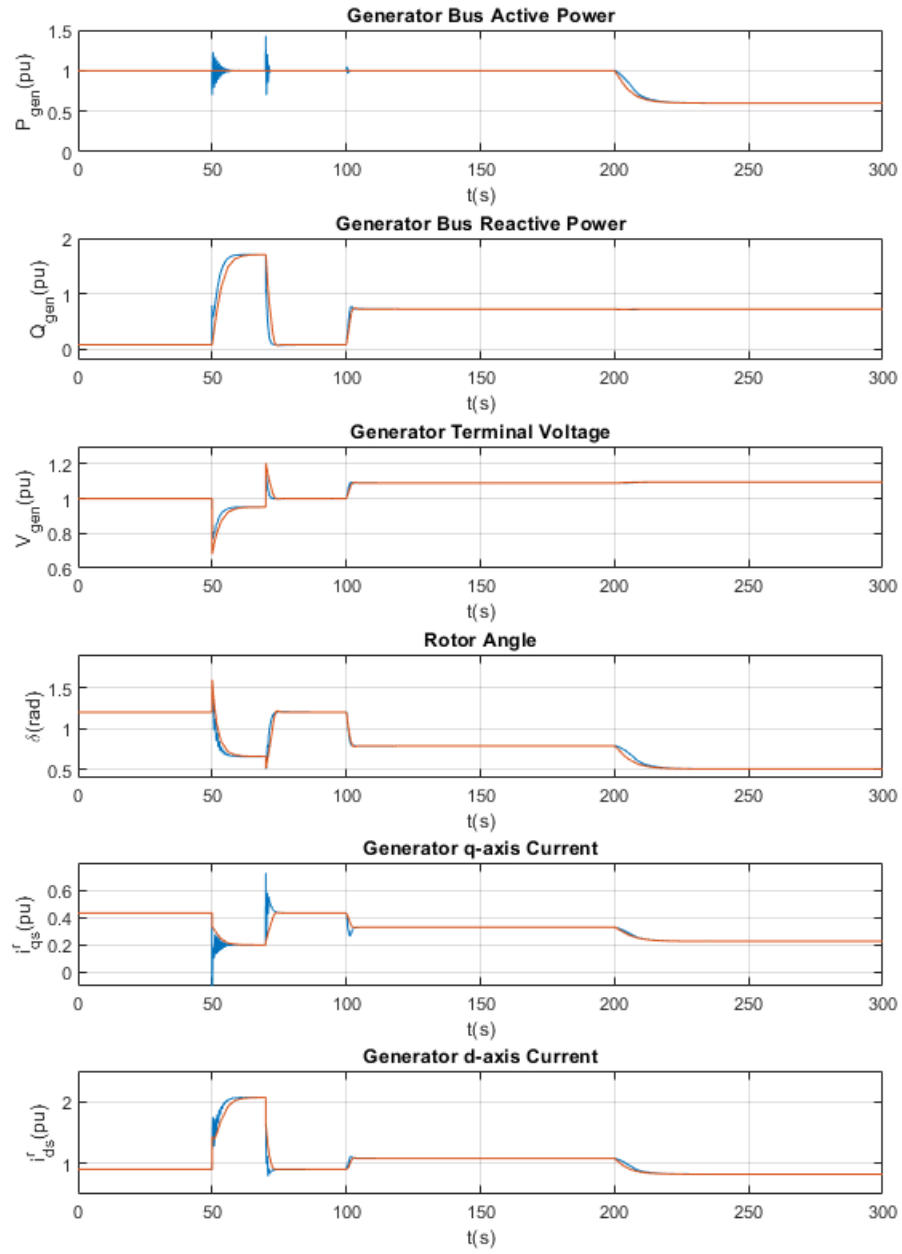 Generator Bus Active Power
P_gen(pu)
1.5
1
0.5
0
0 50 100 150 200 250 300
t(s)
Generator Bus Reactive Power
Q_gen(pu)
2
1
0
0 50 100 150 200 250 300
t(s)
Generator Terminal Voltage
V_gen(pu)
1.2
1
0.8
0.6
0 50 100 150 200 250 300
t(s)
Rotor Angle
δ(rad)
1.5
1
0.5
0 50 100 150 200 250 300
t(s)
Generator q-axis Current
i^r_qs(pu)
0.6
0.4
0.2
0
0 50 100 150 200 250 300
t(s)
Generator d-axis Current
i^r_ds(pu)
2
1
0 50 100 150 200 250 300
t(s)